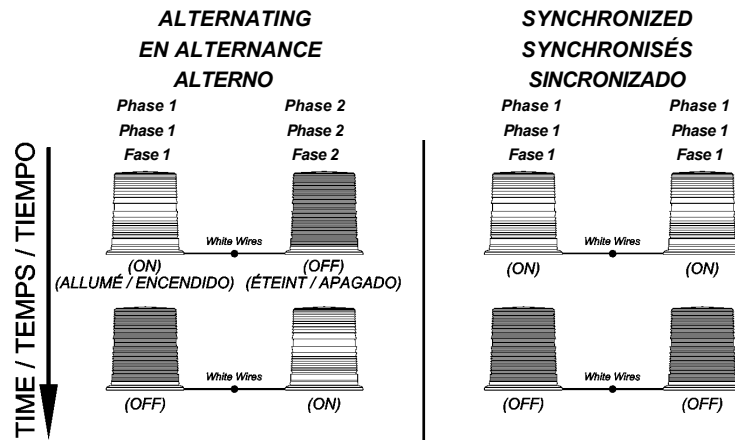 ALTERNATING
EN ALTERNANCE
ALTERNO
Phase 1
Phase 2
Phase 1
Phase 2
Fase 1
Fase 2
White Wires
(ON)
(OFF)
(ALLUMÉ / ENCENDIDO)
(ÉTEINT / APAGADO)
White Wires
(OFF)
(ON)
SYNCHRONIZED
SYNCHRONISÉS
SINCRONIZADO
Phase 1
Phase 1
Phase 1
Phase 1
Fase 1
Fase 1
White Wires
(ON)
(ON)
White Wires
(OFF)
(OFF)
TIME / TEMPS / TIEMPO